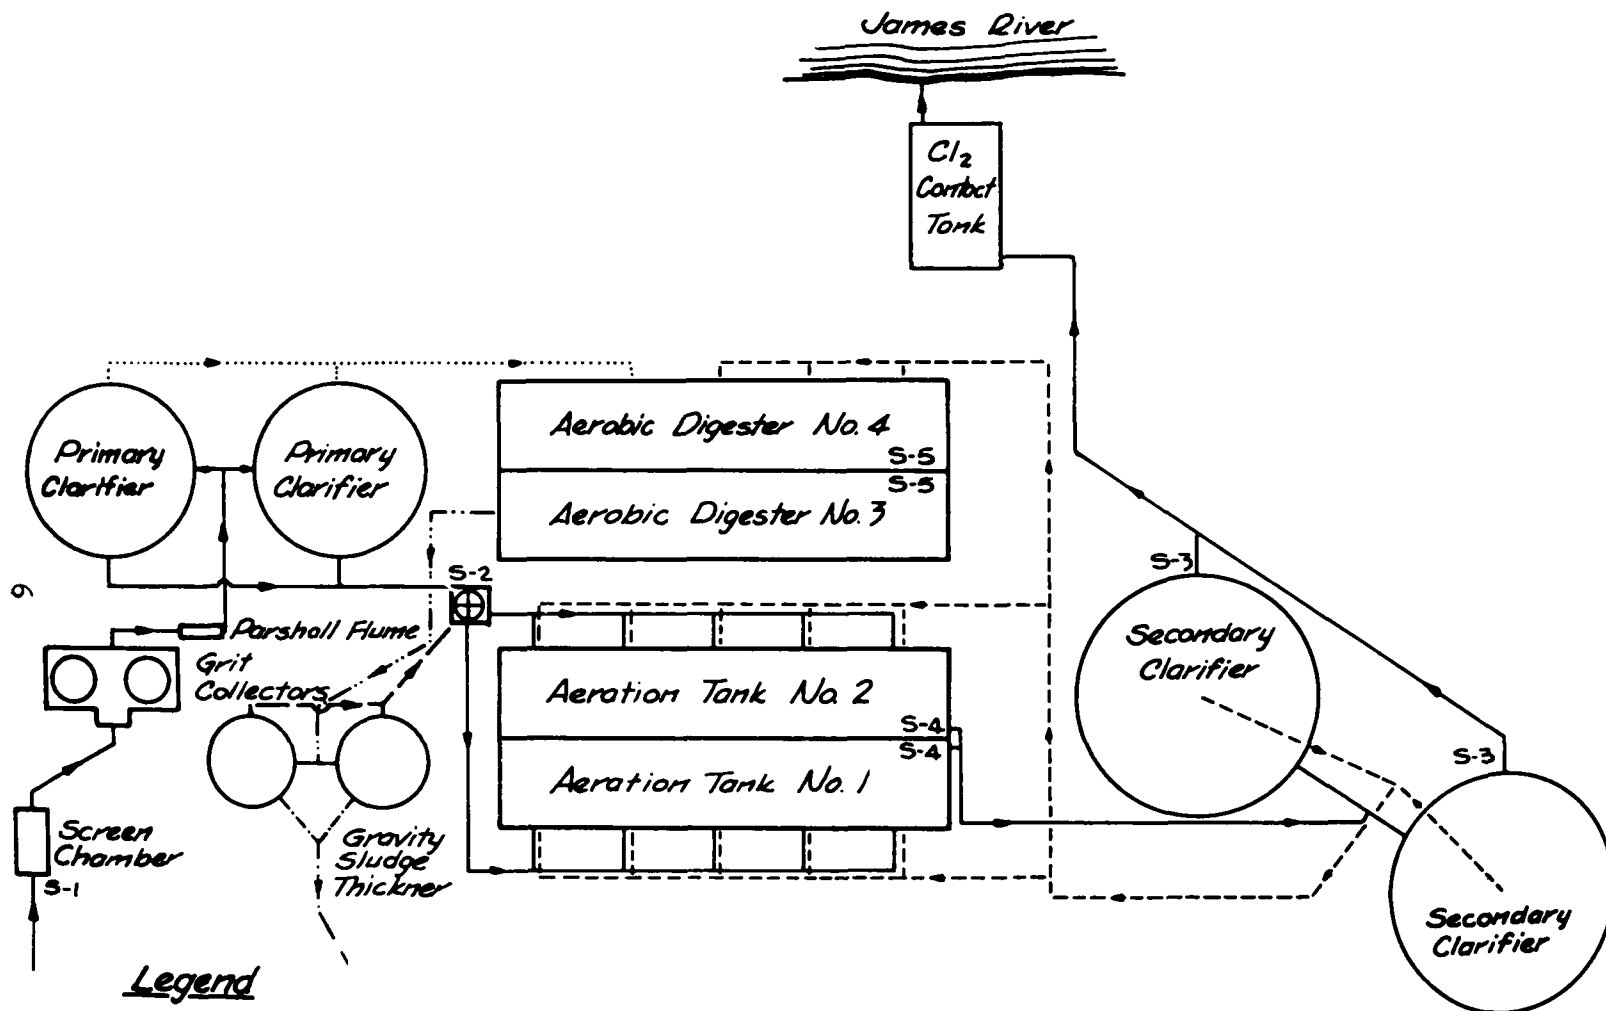 James River
Cl2
Contact
Tank
Aerobic Digester No. 4
S-5
S-5
Aerobic Digester No. 3
Primary
Clarifier
Primary
Clarifier
S-2
S-3
6
Parshall Flume
Grit
Collectors
Secondary
Clarifier
Aeration Tank No. 2
S-4
S-4
Aeration Tank No. 1
S-3
Screen
Chamber
S-1
Gravity
Sludge
Thickner
Secondary
Clarifier
Legend